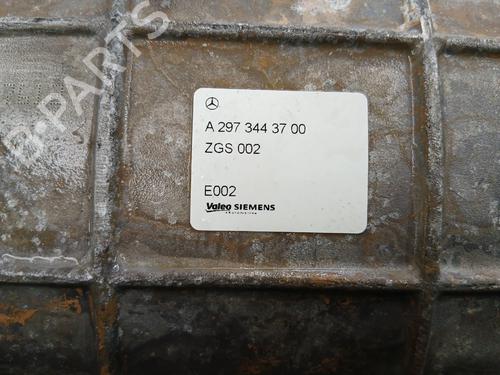 A 297 344 37 00
ZGS 002
E002
Valeo SIEMENS
B-PARTS